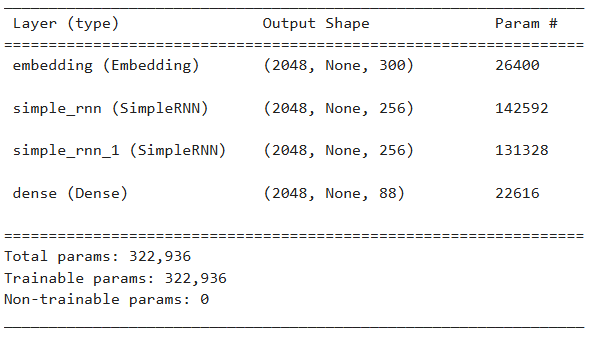 Layer (type) Output Shape Param #
embedding (Embedding) (2048, None, 300) 26400
simple_rnn (SimpleRNN) (2048, None, 256) 142592
simple_rnn_1 (SimpleRNN) (2048, None, 256) 131328
dense (Dense) (2048, None, 88) 22616
Total params: 322,936
Trainable params: 322,936
Non-trainable params: 0